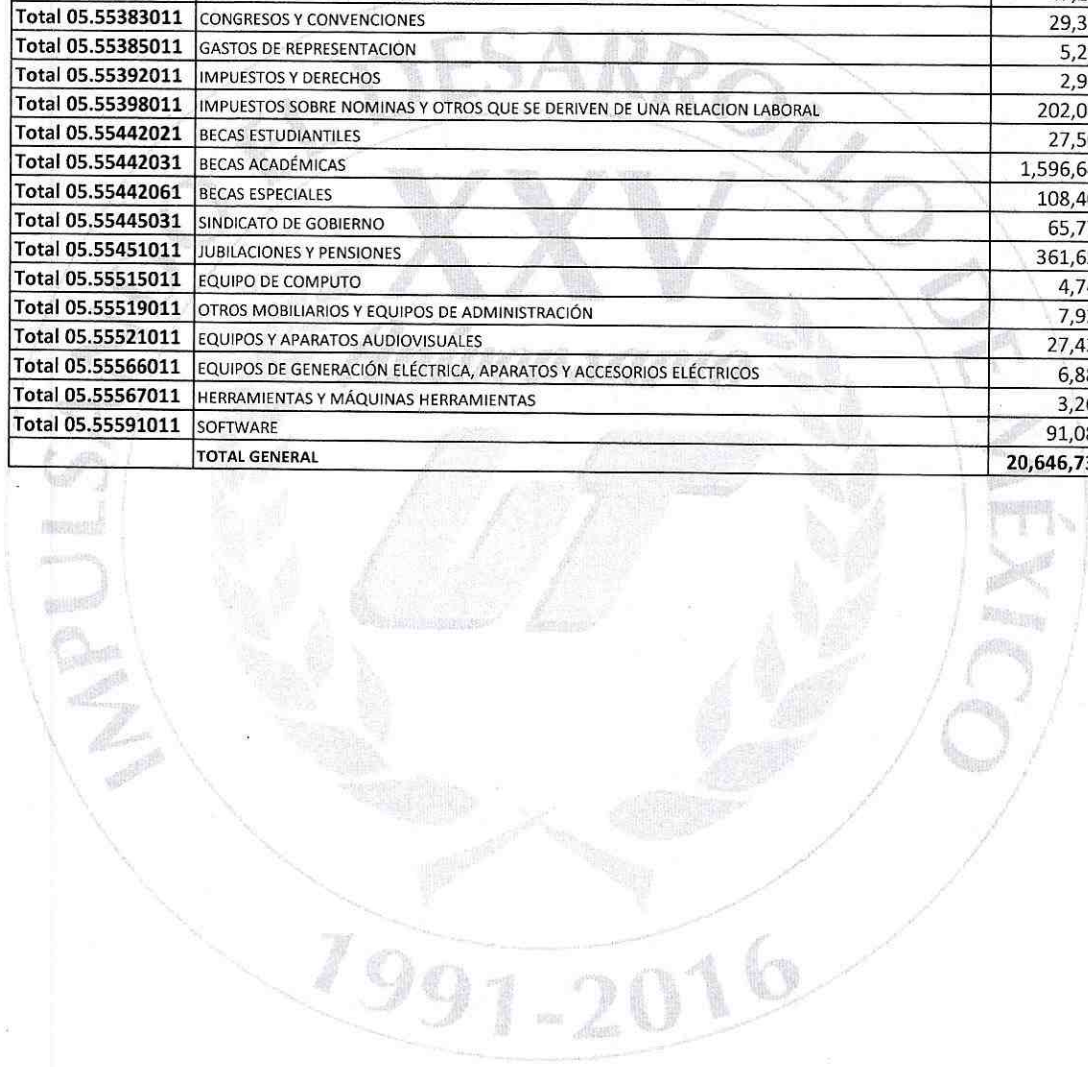 Total 05.55383011 CONGRESOS Y CONVENCIONES 29,3
Total 05.55385011 GASTOS DE REPRESENTACION 5,2
Total 05.55392011 IMPUESTOS Y DERECHOS 2,9
Total 05.55398011 IMPUESTOS SOBRE NOMINAS Y OTROS QUE SE DERIVEN DE UNA RELACION LABORAL 202,0
Total 05.55442021 BECAS ESTUDIANTILES 27,5
Total 05.55442031 BECAS ACADÉMICAS 1,596,6
Total 05.55442061 BECAS ESPECIALES 108,4
Total 05.55445031 SINDICATO DE GOBIERNO 65,7
Total 05.55451011 JUBILACIONES Y PENSIONES 361,6
Total 05.55515011 EQUIPO DE COMPUTO 4,7
Total 05.55519011 OTROS MOBILIARIOS Y EQUIPOS DE ADMINISTRACIÓN 7,9
Total 05.55521011 EQUIPOS Y APARATOS AUDIOVISUALES 27,4
Total 05.55566011 EQUIPOS DE GENERACIÓN ELÉCTRICA, APARATOS Y ACCESORIOS ELÉCTRICOS 6,8
Total 05.55567011 HERRAMIENTAS Y MÁQUINAS HERRAMIENTAS 3,2
Total 05.55591011 SOFTWARE 91,0
TOTAL GENERAL 20,646,7
DESARROLLO DE MÉXICO
XXV
1991-2016